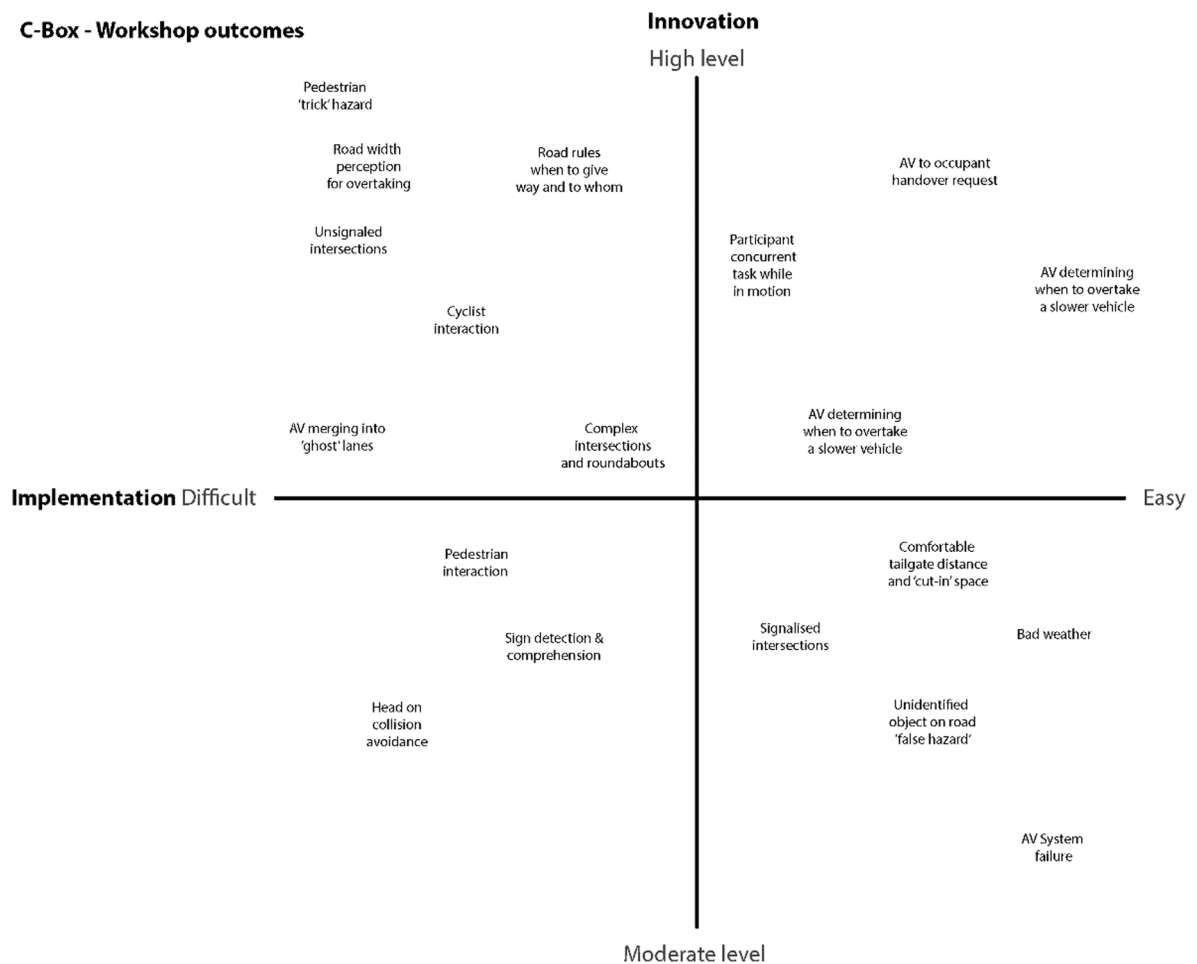 C-Box - Workshop outcomes
Innovation
High level
Pedestrian
'trick' hazard
Road width
perception
for overtaking
Road rules
when to give
way and to whom
AV to occupant
handover request
Unsignaled
intersections
Participant
concurrent
task while
in motion
AV determining
when to overtake
a slower vehicle
Cyclist
interaction
AV merging into
'ghost' lanes
Complex
intersections
and roundabouts
AV determining
when to overtake
a slower vehicle
Implementation Difficult
Easy
Pedestrian
interaction
Comfortable
tailgate distance
and 'cut-in' space
Sign detection &
comprehension
Signalised
intersections
Bad weather
Head on
collision
avoidance
Unidentified
object on road
'false hazard'
AV System
failure
Moderate level